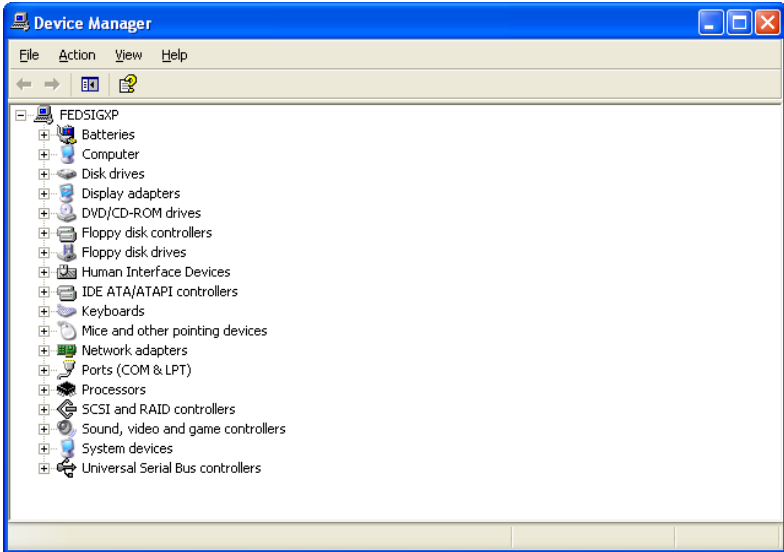 Device Manager
File Action View Help
FEDSIGXP
Batteries
Computer
Disk drives
Display adapters
DVD/CD-ROM drives
Floppy disk controllers
Floppy disk drives
Human Interface Devices
IDE ATA/ATAPI controllers
Keyboards
Mice and other pointing devices
Network adapters
Ports (COM & LPT)
Processors
SCSI and RAID controllers
Sound, video and game controllers
System devices
Universal Serial Bus controllers